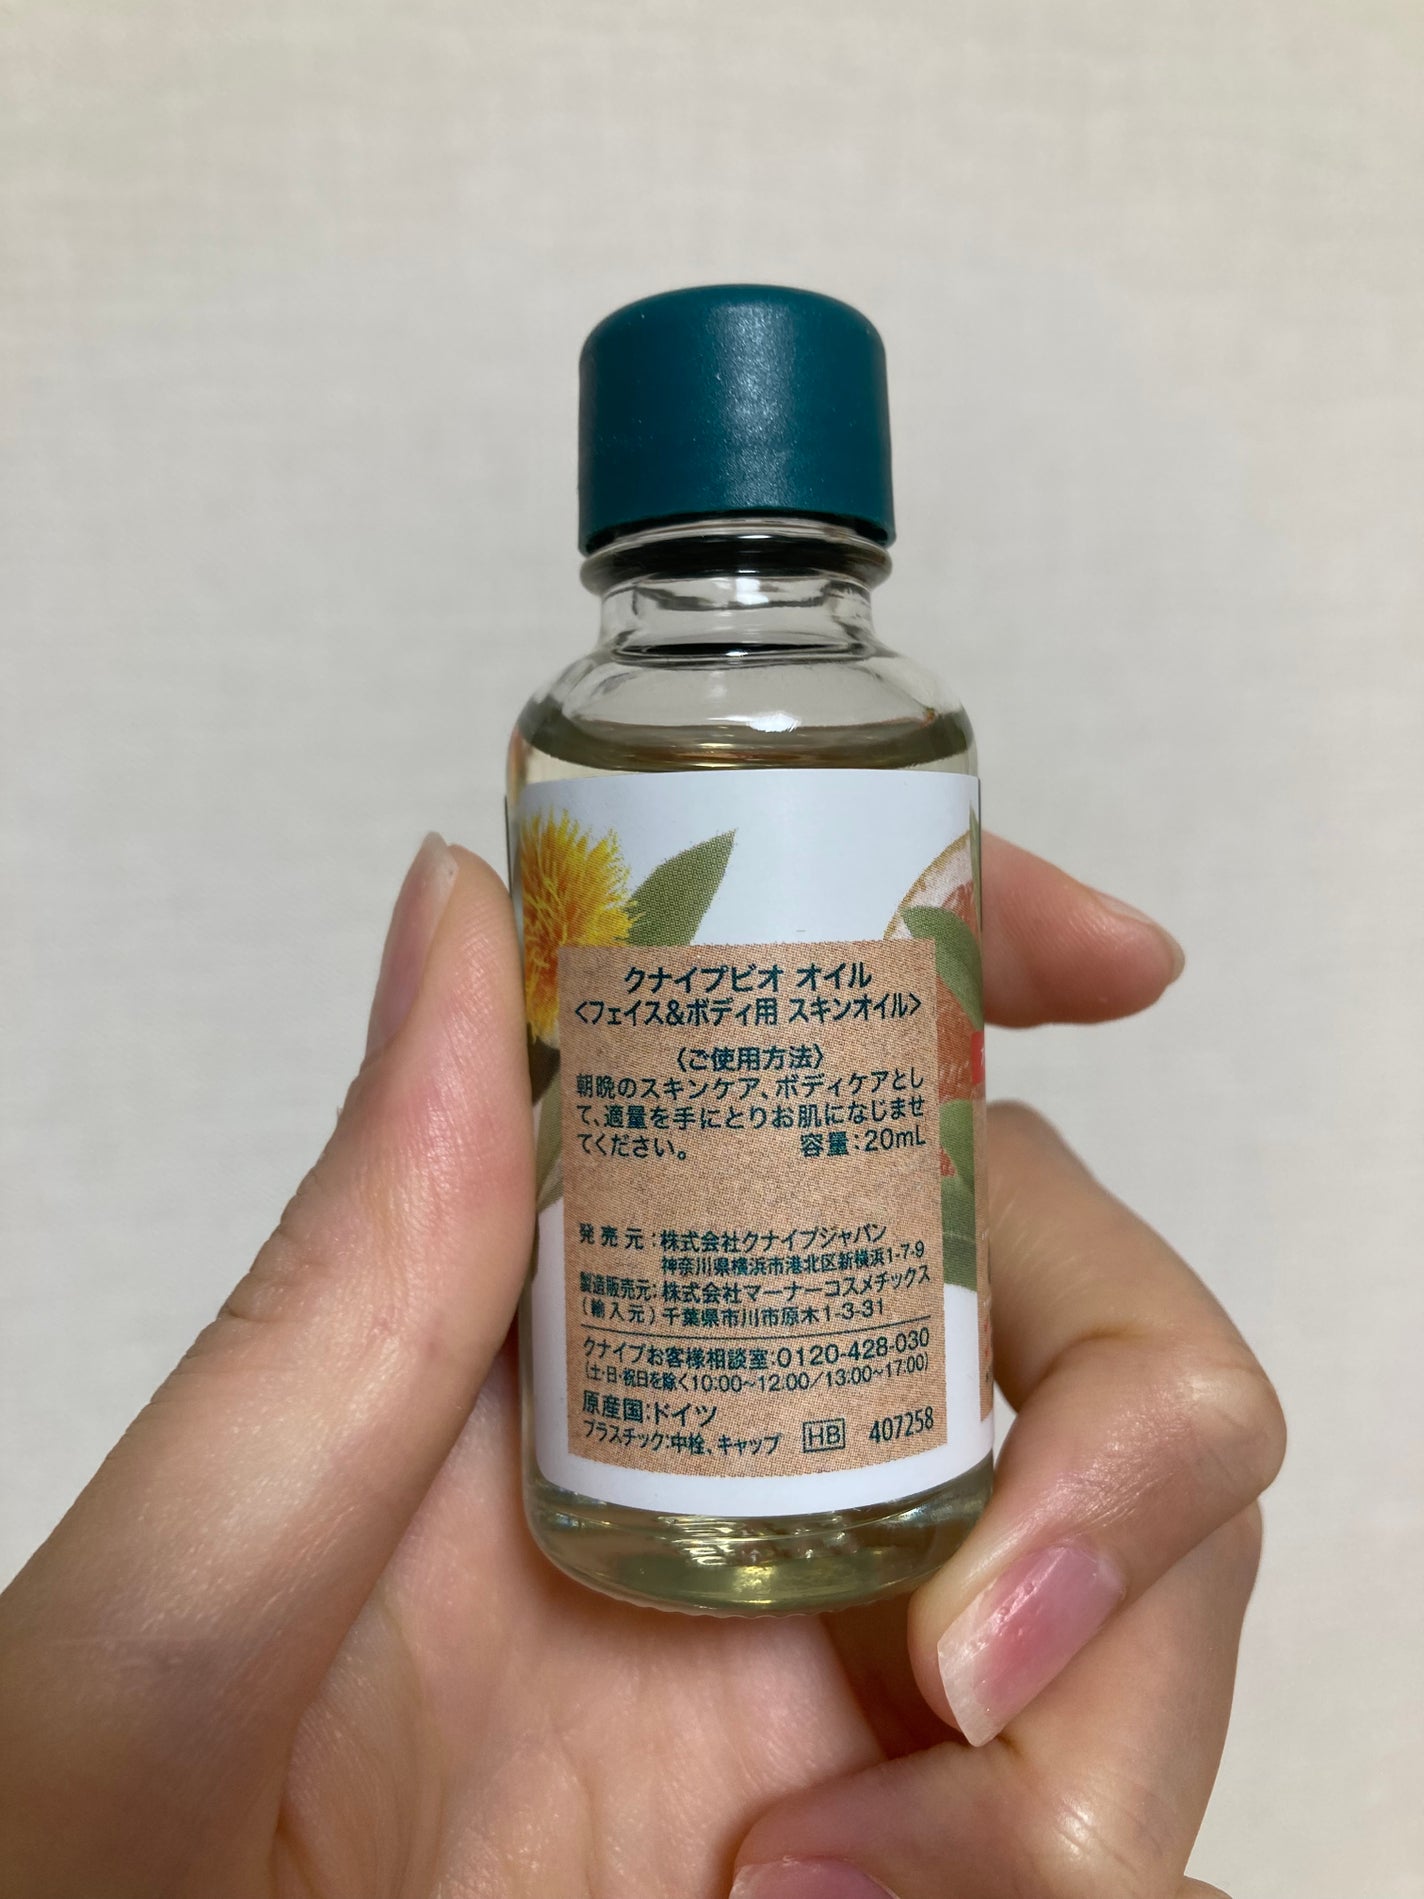 クナイプビオ オイル
<フェイス&ボディ用 スキンオイル>
〈ご使用方法〉
朝晩のスキンケア、ボディケアとし
て、適量を手にとりお肌になじませ
てください。 容量:20mL
発売元:株式会社クナイプジャパン
神奈川県横浜市港北区新横浜1-7-9
製造販売元:株式会社マーナーコスメチックス
(輸入元)千葉県市川市原木1-3-31
クナイプお客様相談室:0120-428-030
(土・日・祝日を除く10:00~12:00/13:00~17:00)
原産国:ドイツ
プラスチック:中栓、キャップ HB 407258